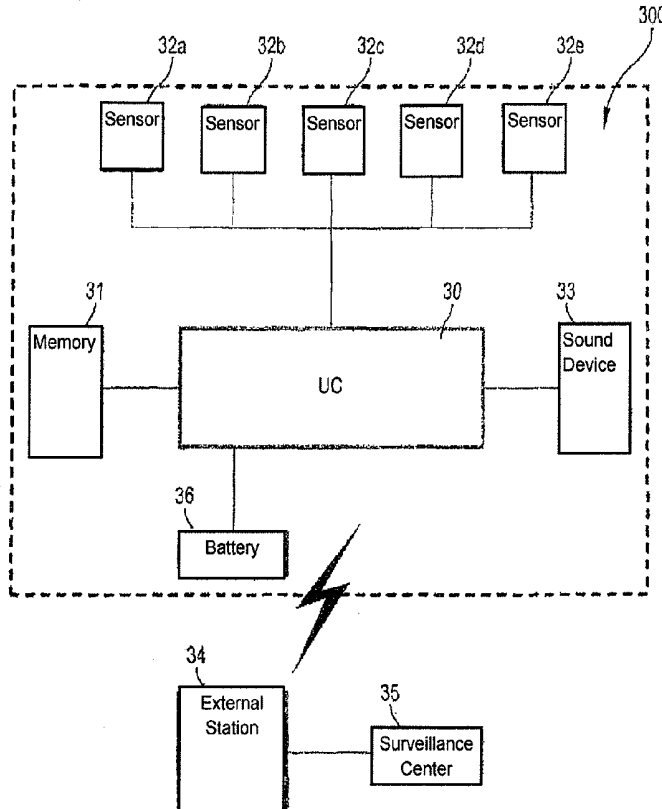 300
32a 32b 32c 32d 32e
Sensor Sensor Sensor Sensor Sensor
31 30 33
Memory
Sound
Device
UC
36
Battery
34
External
Station
35
Surveillance
Center